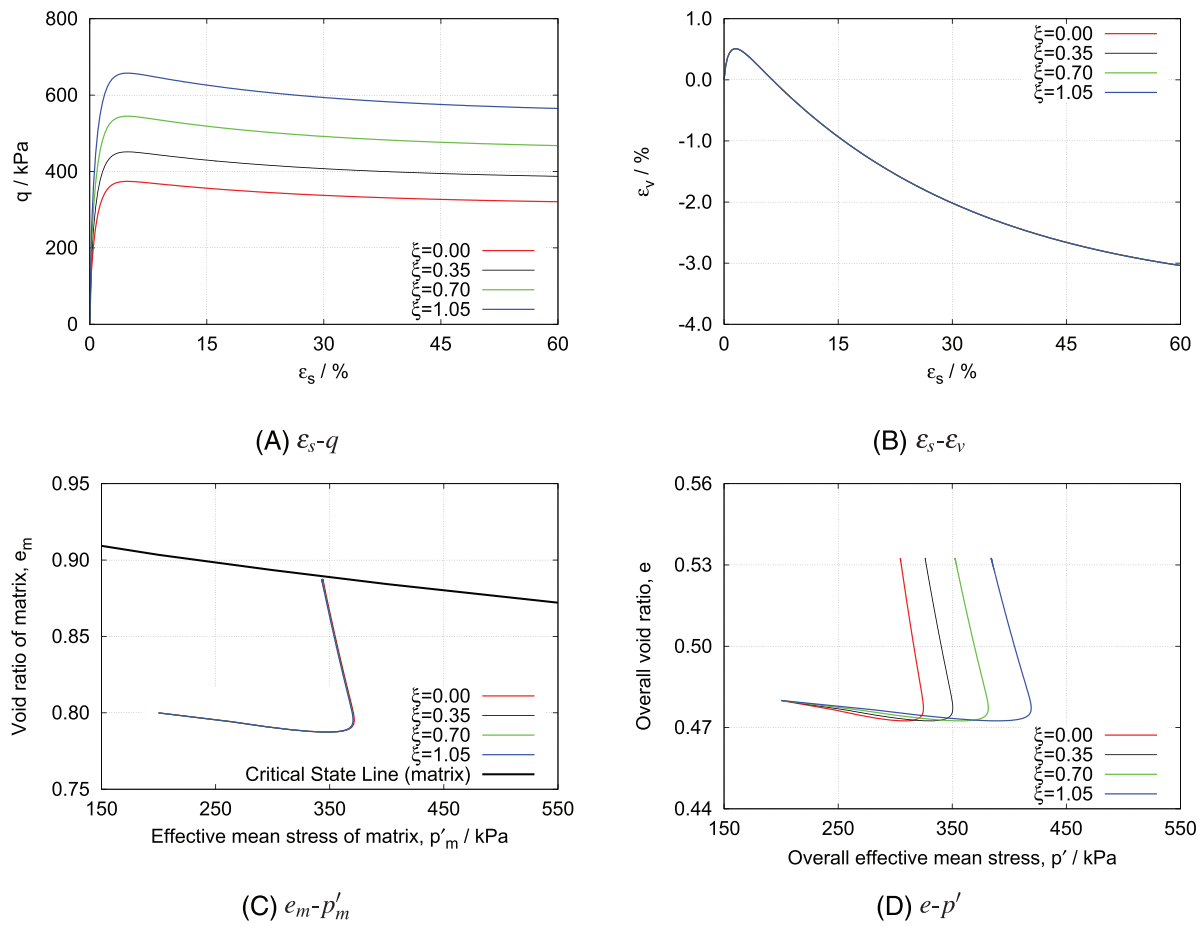 800
600
400
200
0
q / kPa
ξ=0.00
ξ=0.35
ξ=0.70
ξ=1.05
0 15 30 45 60
εs / %
(A) εs-q
1.0
0.0
-1.0
-2.0
-3.0
-4.0
εv / %
ξ=0.00
ξ=0.35
ξ=0.70
ξ=1.05
0 15 30 45 60
εs / %
(B) εs-εv
0.95
0.90
0.85
0.80
0.75
Void ratio of matrix, em
ξ=0.00
ξ=0.35
ξ=0.70
ξ=1.05
Critical State Line (matrix)
150 250 350 450 550
Effective mean stress of matrix, p′m / kPa
(C) em-p′m
0.56
0.53
0.50
0.47
0.44
Overall void ratio, e
ξ=0.00
ξ=0.35
ξ=0.70
ξ=1.05
150 250 350 450 550
Overall effective mean stress, p′ / kPa
(D) e-p′